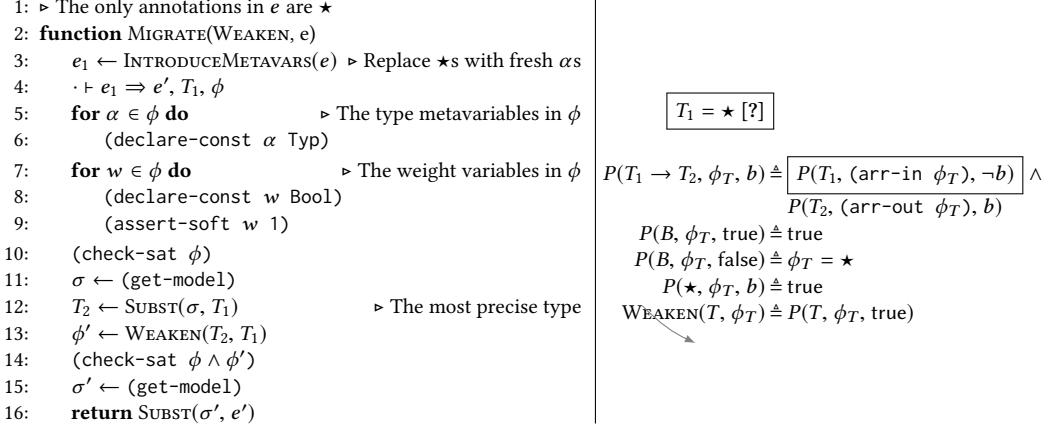 1: ▹ The only annotations in e are ★
2: function MIGRATE(WEAKEN, e)
3: e₁ ← INTRODUCEMETAVARS(e) ▹ Replace ★s with fresh αs
4: · ⊢ e₁ ⇒ e′, T₁, ϕ
5: for α ∈ ϕ do ▹ The type metavariables in ϕ
6: (declare-const α Typ)
7: for w ∈ ϕ do ▹ The weight variables in ϕ
8: (declare-const w Bool)
9: (assert-soft w 1)
10: (check-sat ϕ)
11: σ ← (get-model)
12: T₂ ← SUBST(σ, T₁) ▹ The most precise type
13: ϕ′ ← WEAKEN(T₂, T₁)
14: (check-sat ϕ ∧ ϕ′)
15: σ′ ← (get-model)
16: return SUBST(σ′, e′)
T₁ = ★ [?]
P(T₁ → T₂, ϕ_T, b) ≜ P(T₁, (arr-in ϕ_T), ¬b) ∧
P(T₂, (arr-out ϕ_T), b)
P(B, ϕ_T, true) ≜ true
P(B, ϕ_T, false) ≜ ϕ_T = ★
P(★, ϕ_T, b) ≜ true
WEAKEN(T, ϕ_T) ≜ P(T, ϕ_T, true)